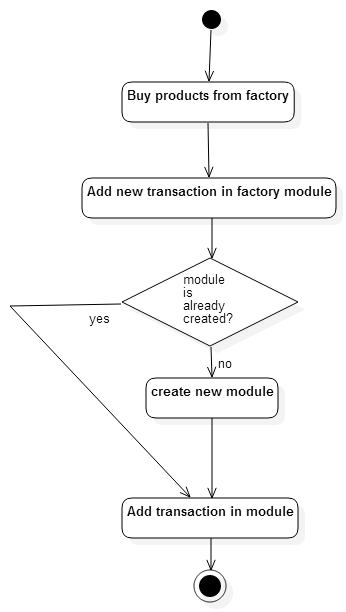 Buy products from factory
Add new transaction in factory module
module
is
already
created?
yes
no
create new module
Add transaction in module